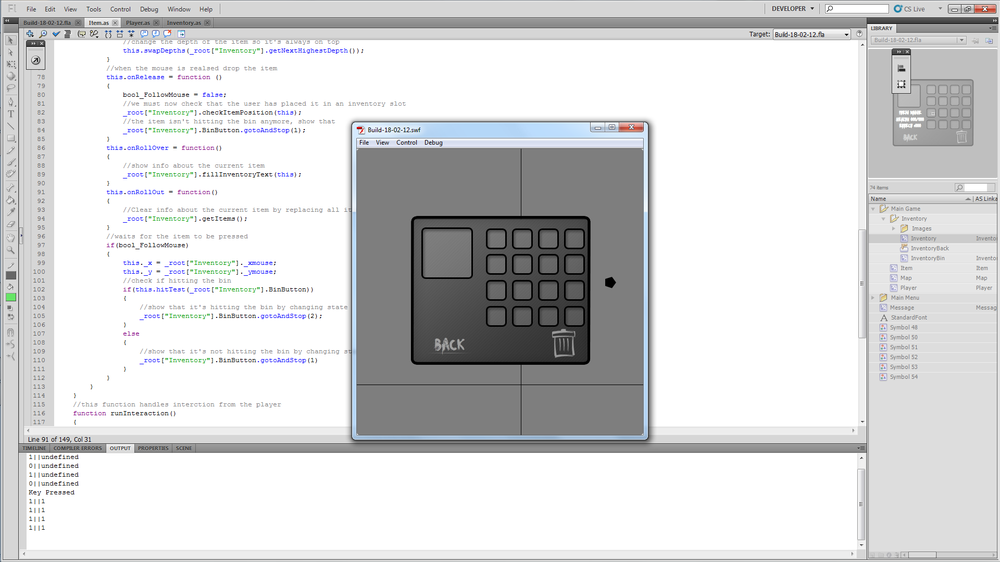 Fl File Edit View Tools Control Debug Window Help DEVELOPER CS Live
Build-18-02-12.fla Item.as Player.as Inventory.as
Target: Build-18-02-12.fla
//change the depth of the item so it's always on top
this.swapDepths(_root["Inventory"].getNextHighestDepth());
}
//when the mouse is realsed drop the item
78 this.onRelease = function ()
79 {
80 bool_FollowMouse = false;
81 //we must now check that the user has placed it in an inventory slot
82 _root["Inventory"].checkItemPosition(this);
83 //the item isn't hitting the bin anymore, show that
84 _root["Inventory"].BinButton.gotoAndStop(1);
85 }
86 this.onRollOver = function()
87 {
88 //show info about the current item
89 _root["Inventory"].fillInventoryText(this);
90 }
91 this.onRollOut = function()
92 {
93 //Clear info about the current item by replacing all it
94 _root["Inventory"].getItems();
95 }
96 //waits for the item to be pressed
97 if(bool_FollowMouse)
98 {
99 this._x = _root["Inventory"]._xmouse;
100 this._y = _root["Inventory"]._ymouse;
101 //check if hitting the bin
102 if(this.hitTest(_root["Inventory"].BinButton))
103 {
104 //show that it's hitting the bin by changing state
105 _root["Inventory"].BinButton.gotoAndStop(2);
106 }
107 else
108 {
109 //show that it's not hitting the bin by changing st
110 _root["Inventory"].BinButton.gotoAndStop(1)
111 }
112 }
113 }
114 }
115 //this function handles interction from the player
116 function runInteraction()
117 {
Line 91 of 149, Col 31
TIMELINE COMPILER ERRORS OUTPUT PROPERTIES SCENE
1||undefined
0||undefined
1||undefined
0||undefined
Key Pressed
1||1
1||1
1||1
1||1
Build-18-02-12.swf
File View Control Debug
BACK
LIBRARY
Build-18-02-12.fla
ITEM NAME
HEALTH 000/000
ENERGY 000
BACK
74 items
Name AS Linka
Main Game
Inventory
Images
Inventory Invento
InventoryBack
InventoryBin Invento
Item Item
Map Map
Player Player
Main Menu
Message Messag
StandardFont
Symbol 48
Symbol 50
Symbol 51
Symbol 52
Symbol 53
Symbol 54